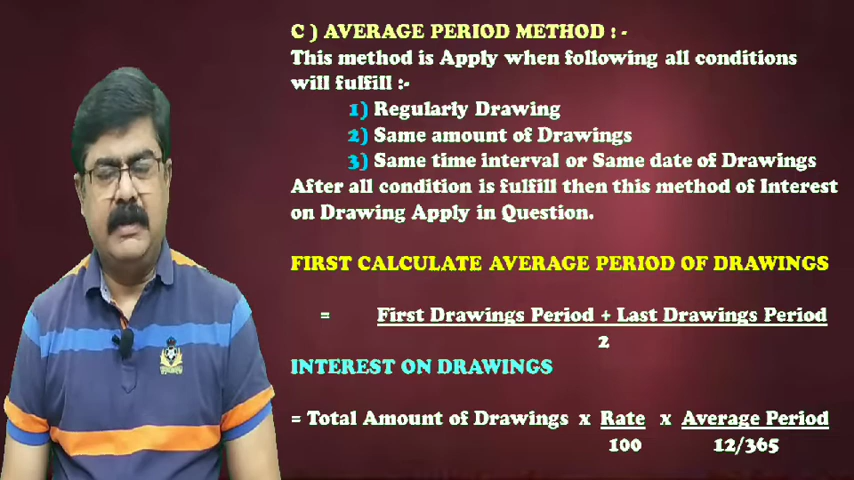 C ) AVERAGE PERIOD METHOD : -
This method is Apply when following all conditions
will fulfill :-
1) Regularly Drawing
2) Same amount of Drawings
3) Same time interval or Same date of Drawings
After all condition is fulfill then this method of Interest
on Drawing Apply in Question.
FIRST CALCULATE AVERAGE PERIOD OF DRAWINGS
= First Drawings Period + Last Drawings Period
2
INTEREST ON DRAWINGS
= Total Amount of Drawings x Rate x Average Period
100 12/365